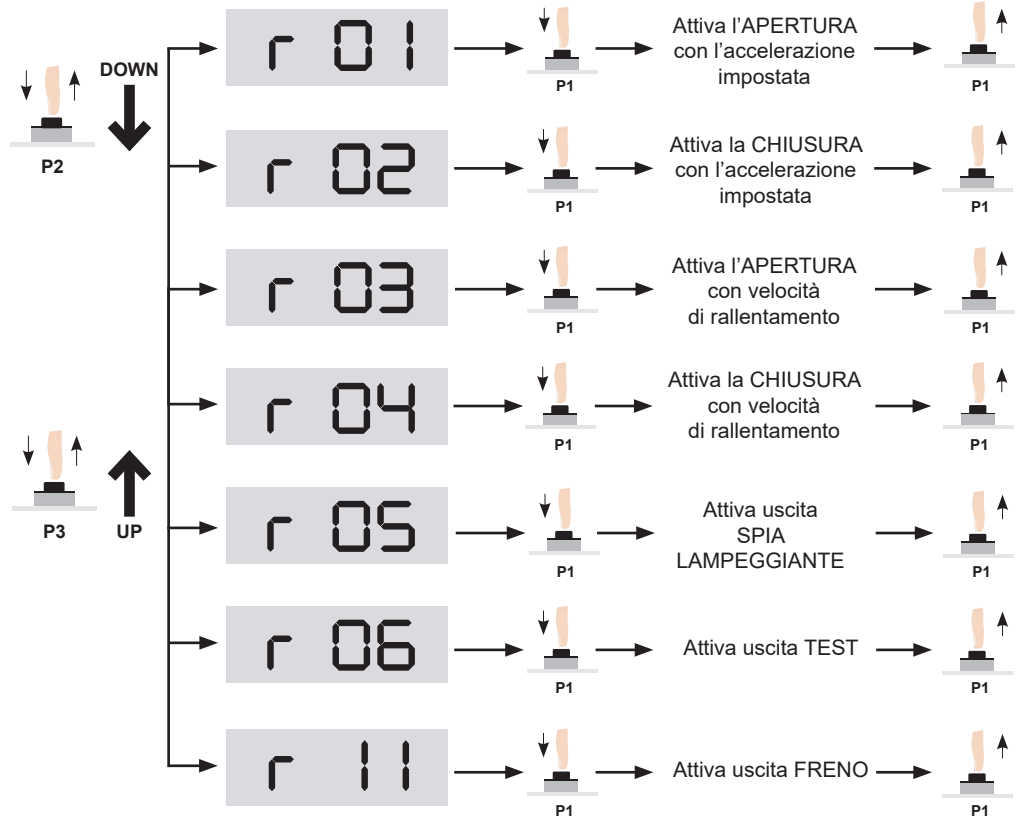 DOWN
P2
P3
UP
r 01
P1
Attiva l'APERTURA
con l'accelerazione
impostata
P1
r 02
P1
Attiva la CHIUSURA
con l'accelerazione
impostata
P1
r 03
P1
Attiva l'APERTURA
con velocità
di rallentamento
P1
r 04
P1
Attiva la CHIUSURA
con velocità
di rallentamento
P1
r 05
P1
Attiva uscita
SPIA
LAMPEGGIANTE
P1
r 06
P1
Attiva uscita TEST
P1
r 11
P1
Attiva uscita FRENO
P1